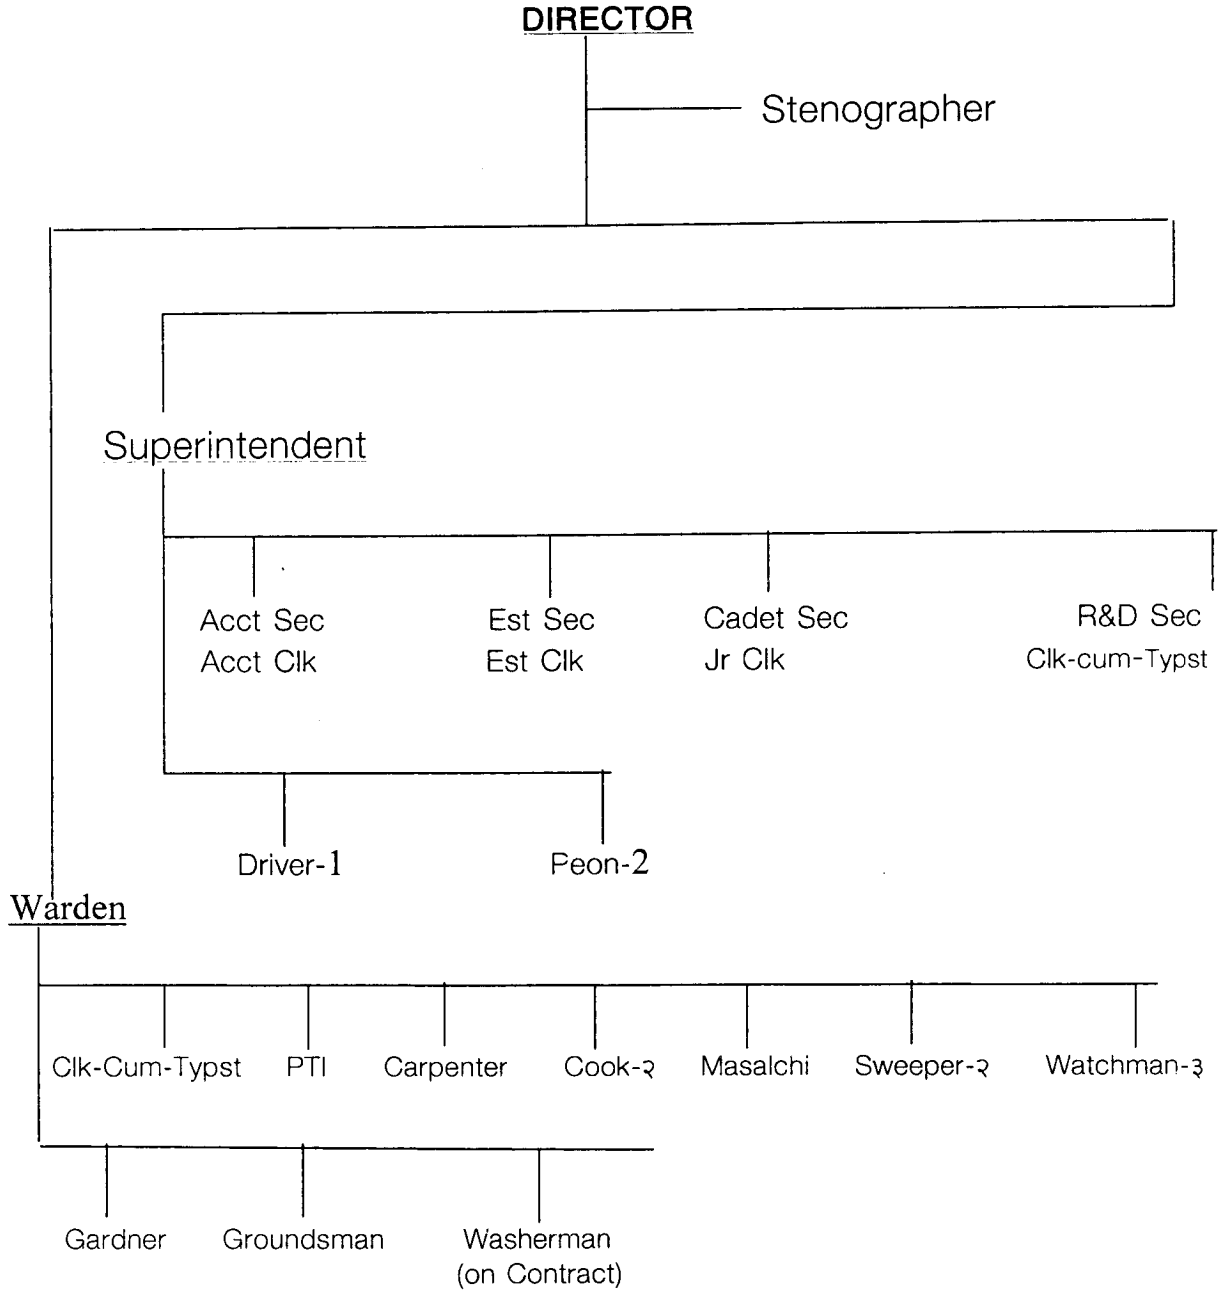 DIRECTOR
Stenographer
Superintendent
Acct Sec
Acct Clk
Est Sec
Est Clk
Cadet Sec
Jr Clk
R&D Sec
Clk-cum-Typst
Driver-1
Peon-2
Warden
Clk-Cum-Typst
PTI
Carpenter
Cook-२
Masalchi
Sweeper-२
Watchman-३
Gardner
Groundsman
Washerman
(on Contract)